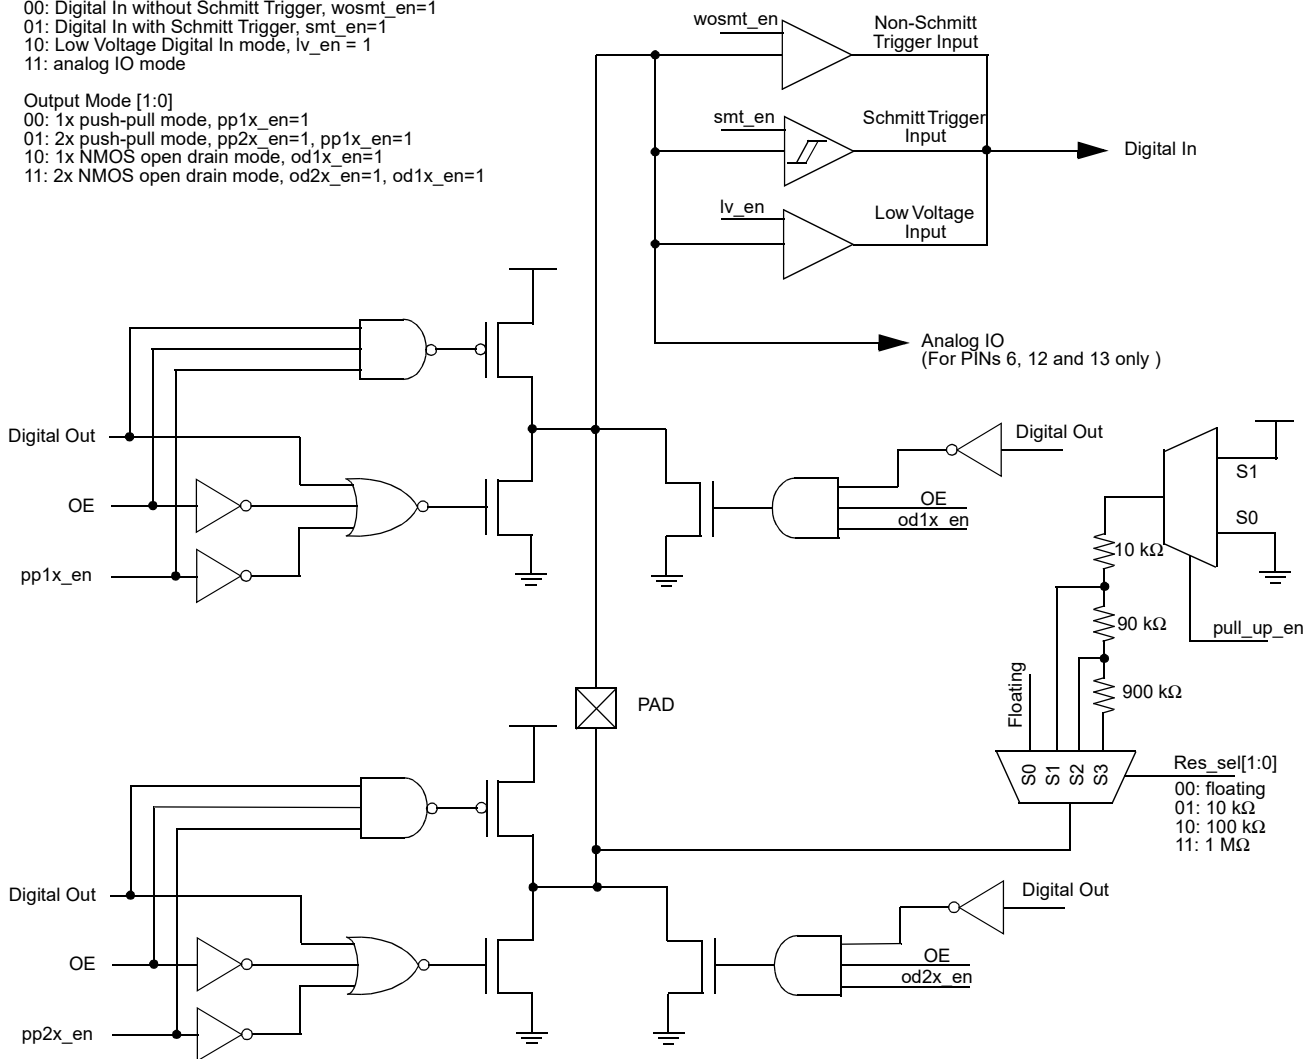 00: Digital In without Schmitt Trigger, wosmt_en=1
01: Digital In with Schmitt Trigger, smt_en=1
10: Low Voltage Digital In mode, lv_en = 1
11: analog IO mode
Output Mode [1:0]
00: 1x push-pull mode, pp1x_en=1
01: 2x push-pull mode, pp2x_en=1, pp1x_en=1
10: 1x NMOS open drain mode, od1x_en=1
11: 2x NMOS open drain mode, od2x_en=1, od1x_en=1
wosmt_en
Non-Schmitt
Trigger Input
smt_en
Schmitt Trigger
Input
Digital In
lv_en
Low Voltage
Input
Analog IO
(For PINs 6, 12 and 13 only )
Digital Out
OE
pp1x_en
Digital Out
OE
od1x_en
S1
S0
10 kΩ
90 kΩ
pull_up_en
900 kΩ
Floating
PAD
S0
S1
S2
S3
Res_sel[1:0]
00: floating
01: 10 kΩ
10: 100 kΩ
11: 1 MΩ
Digital Out
OE
pp2x_en
Digital Out
OE
od2x_en